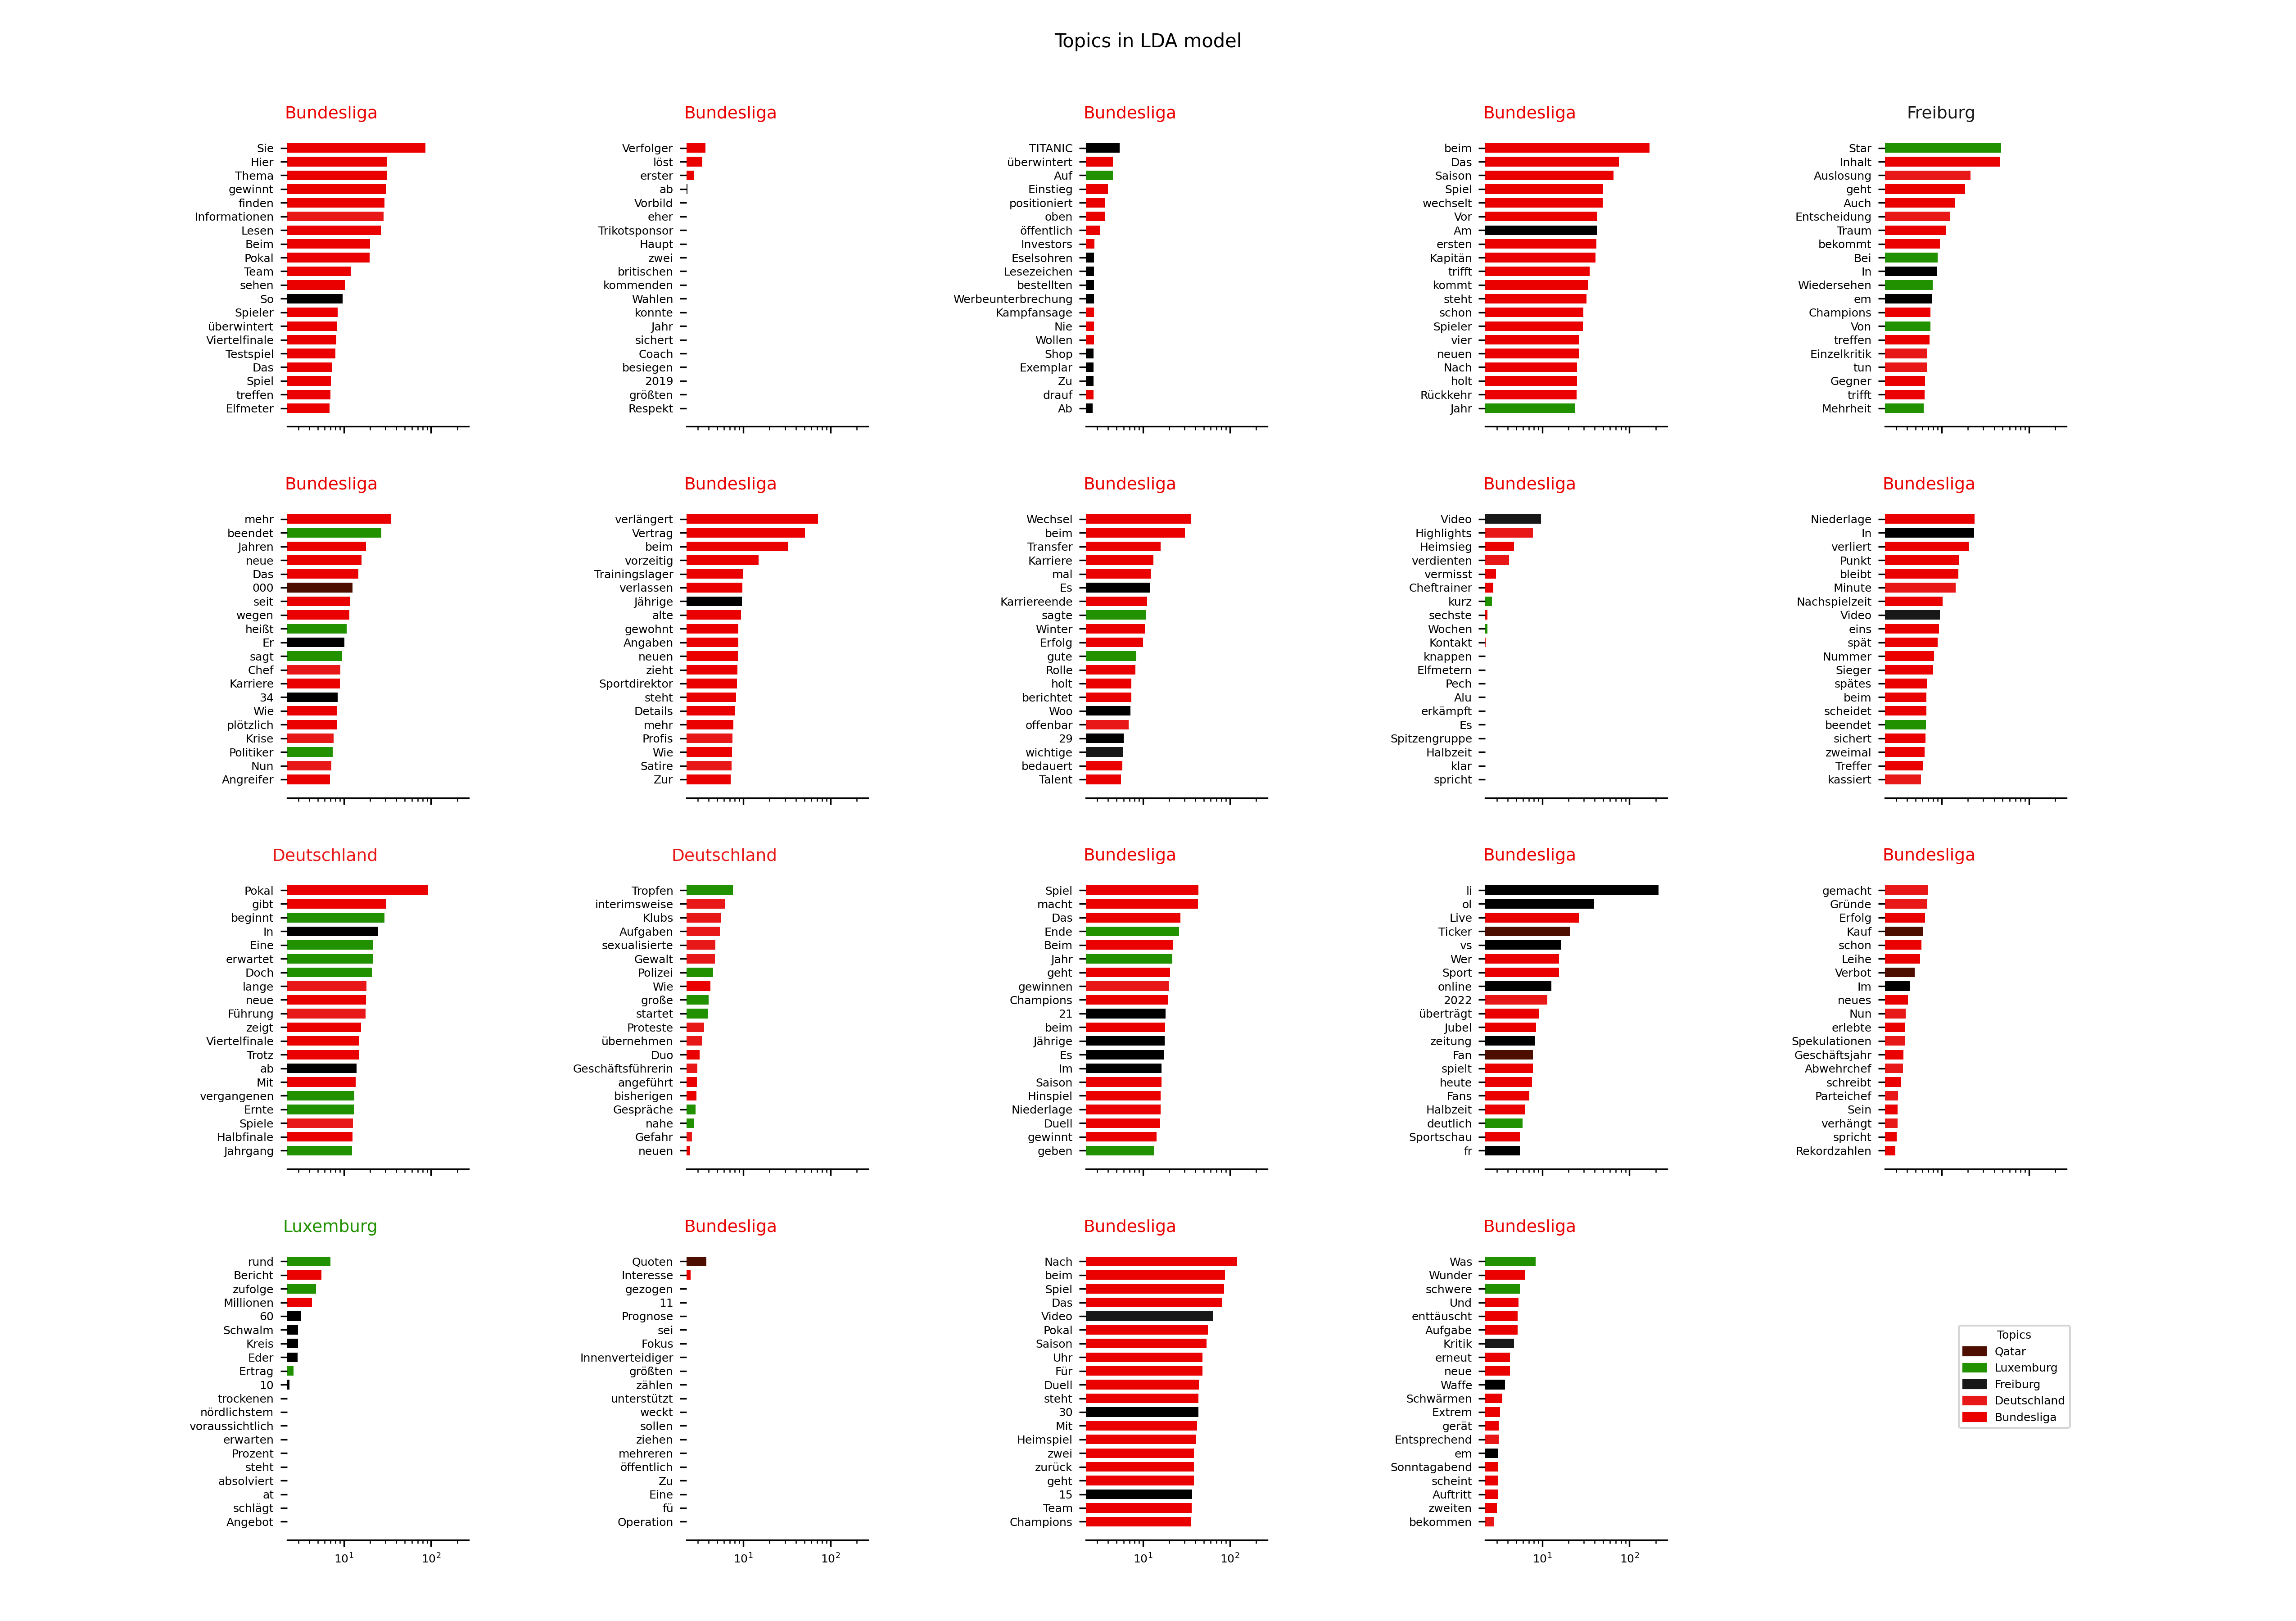 Topics in LDA model
Bundesliga
Sie
Hier
Thema
gewinnt
finden
Informationen
Lesen
Beim
Pokal
Team
sehen
So
Spieler
überwintert
Viertelfinale
Testspiel
Das
Spiel
treffen
Elfmeter
Bundesliga
Verfolger
löst
erster
ab
Vorbild
eher
Trikotsponsor
Haupt
zwei
britischen
kommenden
Wahlen
konnte
Jahr
sichert
Coach
besiegen
2019
größten
Respekt
Bundesliga
TITANIC
überwintert
Auf
Einstieg
positioniert
oben
öffentlich
Investors
Eselsohren
Lesezeichen
bestellten
Werbeunterbrechung
Kampfansage
Nie
Wollen
Shop
Exemplar
Zu
drauf
Ab
Bundesliga
beim
Das
Saison
Spiel
wechselt
Vor
Am
ersten
Kapitän
trifft
kommt
steht
schon
Spieler
vier
neuen
Nach
holt
Rückkehr
Jahr
Freiburg
Star
Inhalt
Auslosung
geht
Auch
Entscheidung
Traum
bekommt
Bei
In
Wiedersehen
em
Champions
Von
treffen
Einzelkritik
tun
Gegner
trifft
Mehrheit
Bundesliga
mehr
beendet
Jahren
neue
Das
000
seit
wegen
heißt
Er
sagt
Chef
Karriere
34
Wie
plötzlich
Krise
Politiker
Nun
Angreifer
Bundesliga
verlängert
Vertrag
beim
vorzeitig
Trainingslager
verlassen
Jährige
alte
gewohnt
Angaben
neuen
zieht
Sportdirektor
steht
Details
mehr
Profis
Wie
Satire
Zur
Bundesliga
Wechsel
beim
Transfer
Karriere
mal
Es
Karriereende
sagte
Winter
Erfolg
gute
Rolle
holt
berichtet
Woo
offenbar
29
wichtige
bedauert
Talent
Bundesliga
Video
Highlights
Heimsieg
verdienten
vermisst
Cheftrainer
kurz
sechste
Wochen
Kontakt
knappen
Elfmetern
Pech
Alu
erkämpft
Es
Spitzengruppe
Halbzeit
klar
spricht
Bundesliga
Niederlage
In
verliert
Punkt
bleibt
Minute
Nachspielzeit
Video
eins
spät
Nummer
Sieger
spätes
beim
scheidet
beendet
sichert
zweimal
Treffer
kassiert
Deutschland
Pokal
gibt
beginnt
In
Eine
erwartet
Doch
lange
neue
Führung
zeigt
Viertelfinale
Trotz
ab
Mit
vergangenen
Ernte
Spiele
Halbfinale
Jahrgang
Deutschland
Tropfen
interimsweise
Klubs
Aufgaben
sexualisierte
Gewalt
Polizei
Wie
große
startet
Proteste
übernehmen
Duo
Geschäftsführerin
angeführt
bisherigen
Gespräche
nahe
Gefahr
neuen
Bundesliga
Spiel
macht
Das
Ende
Beim
Jahr
geht
gewinnen
Champions
21
beim
Jährige
Es
Im
Saison
Hinspiel
Niederlage
Duell
gewinnt
geben
Bundesliga
li
ol
Live
Ticker
vs
Wer
Sport
online
2022
überträgt
Jubel
zeitung
Fan
spielt
heute
Fans
Halbzeit
deutlich
Sportschau
fr
Bundesliga
gemacht
Gründe
Erfolg
Kauf
schon
Leihe
Verbot
Im
neues
Nun
erlebte
Spekulationen
Geschäftsjahr
Abwehrchef
schreibt
Parteichef
Sein
verhängt
spricht
Rekordzahlen
Luxemburg
rund
Bericht
zufolge
Millionen
60
Schwalm
Kreis
Eder
Ertrag
10
trockenen
nördlichstem
voraussichtlich
erwarten
Prozent
steht
absolviert
at
schlägt
Angebot
10¹ 10²
Bundesliga
Quoten
Interesse
gezogen
11
Prognose
sei
Fokus
Innenverteidiger
größten
zählen
unterstützt
weckt
sollen
ziehen
mehreren
öffentlich
Zu
Eine
fü
Operation
10¹ 10²
Bundesliga
Nach
beim
Spiel
Das
Video
Pokal
Saison
Uhr
Für
Duell
steht
30
Mit
Heimspiel
zwei
zurück
geht
15
Team
Champions
10¹ 10²
Bundesliga
Was
Wunder
schwere
Und
enttäuscht
Aufgabe
Kritik
erneut
neue
Waffe
Schwärmen
Extrem
gerät
Entsprechend
em
Sonntagabend
scheint
Auftritt
zweiten
bekommen
10¹ 10²
Topics
Qatar
Luxemburg
Freiburg
Deutschland
Bundesliga